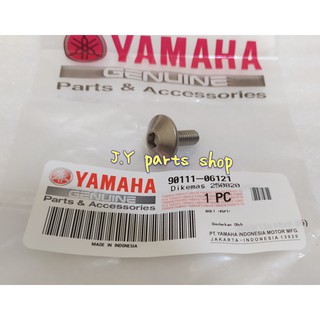 YAMAHA
GENUINE
Parts & Accessories
J.Y parts shop
YAMAHA
GENUINE
Parts & Accessories
90111-06121
Dikemas 250820
1 PC
MADE IN INDONESIA
PT. YAMAHA INDONESIA MOTOR MFG.
JAKARTA - INDONESIA 13920